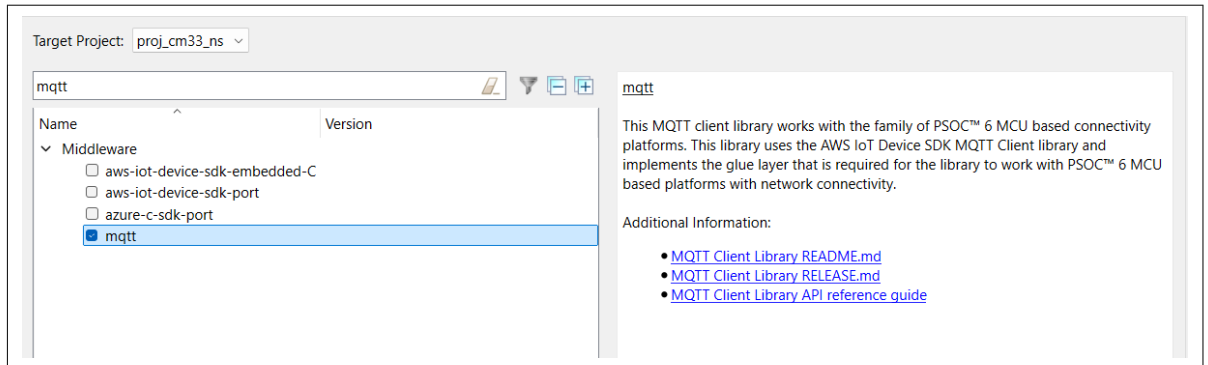 Target Project: proj_cm33_ns
mqtt
Name Version
Middleware
aws-iot-device-sdk-embedded-C
aws-iot-device-sdk-port
azure-c-sdk-port
mqtt
mqtt
This MQTT client library works with the family of PSOC™ 6 MCU based connectivity
platforms. This library uses the AWS IoT Device SDK MQTT Client library and
implements the glue layer that is required for the library to work with PSOC™ 6 MCU
based platforms with network connectivity.
Additional Information:
• MQTT Client Library README.md
• MQTT Client Library RELEASE.md
• MQTT Client Library API reference guide